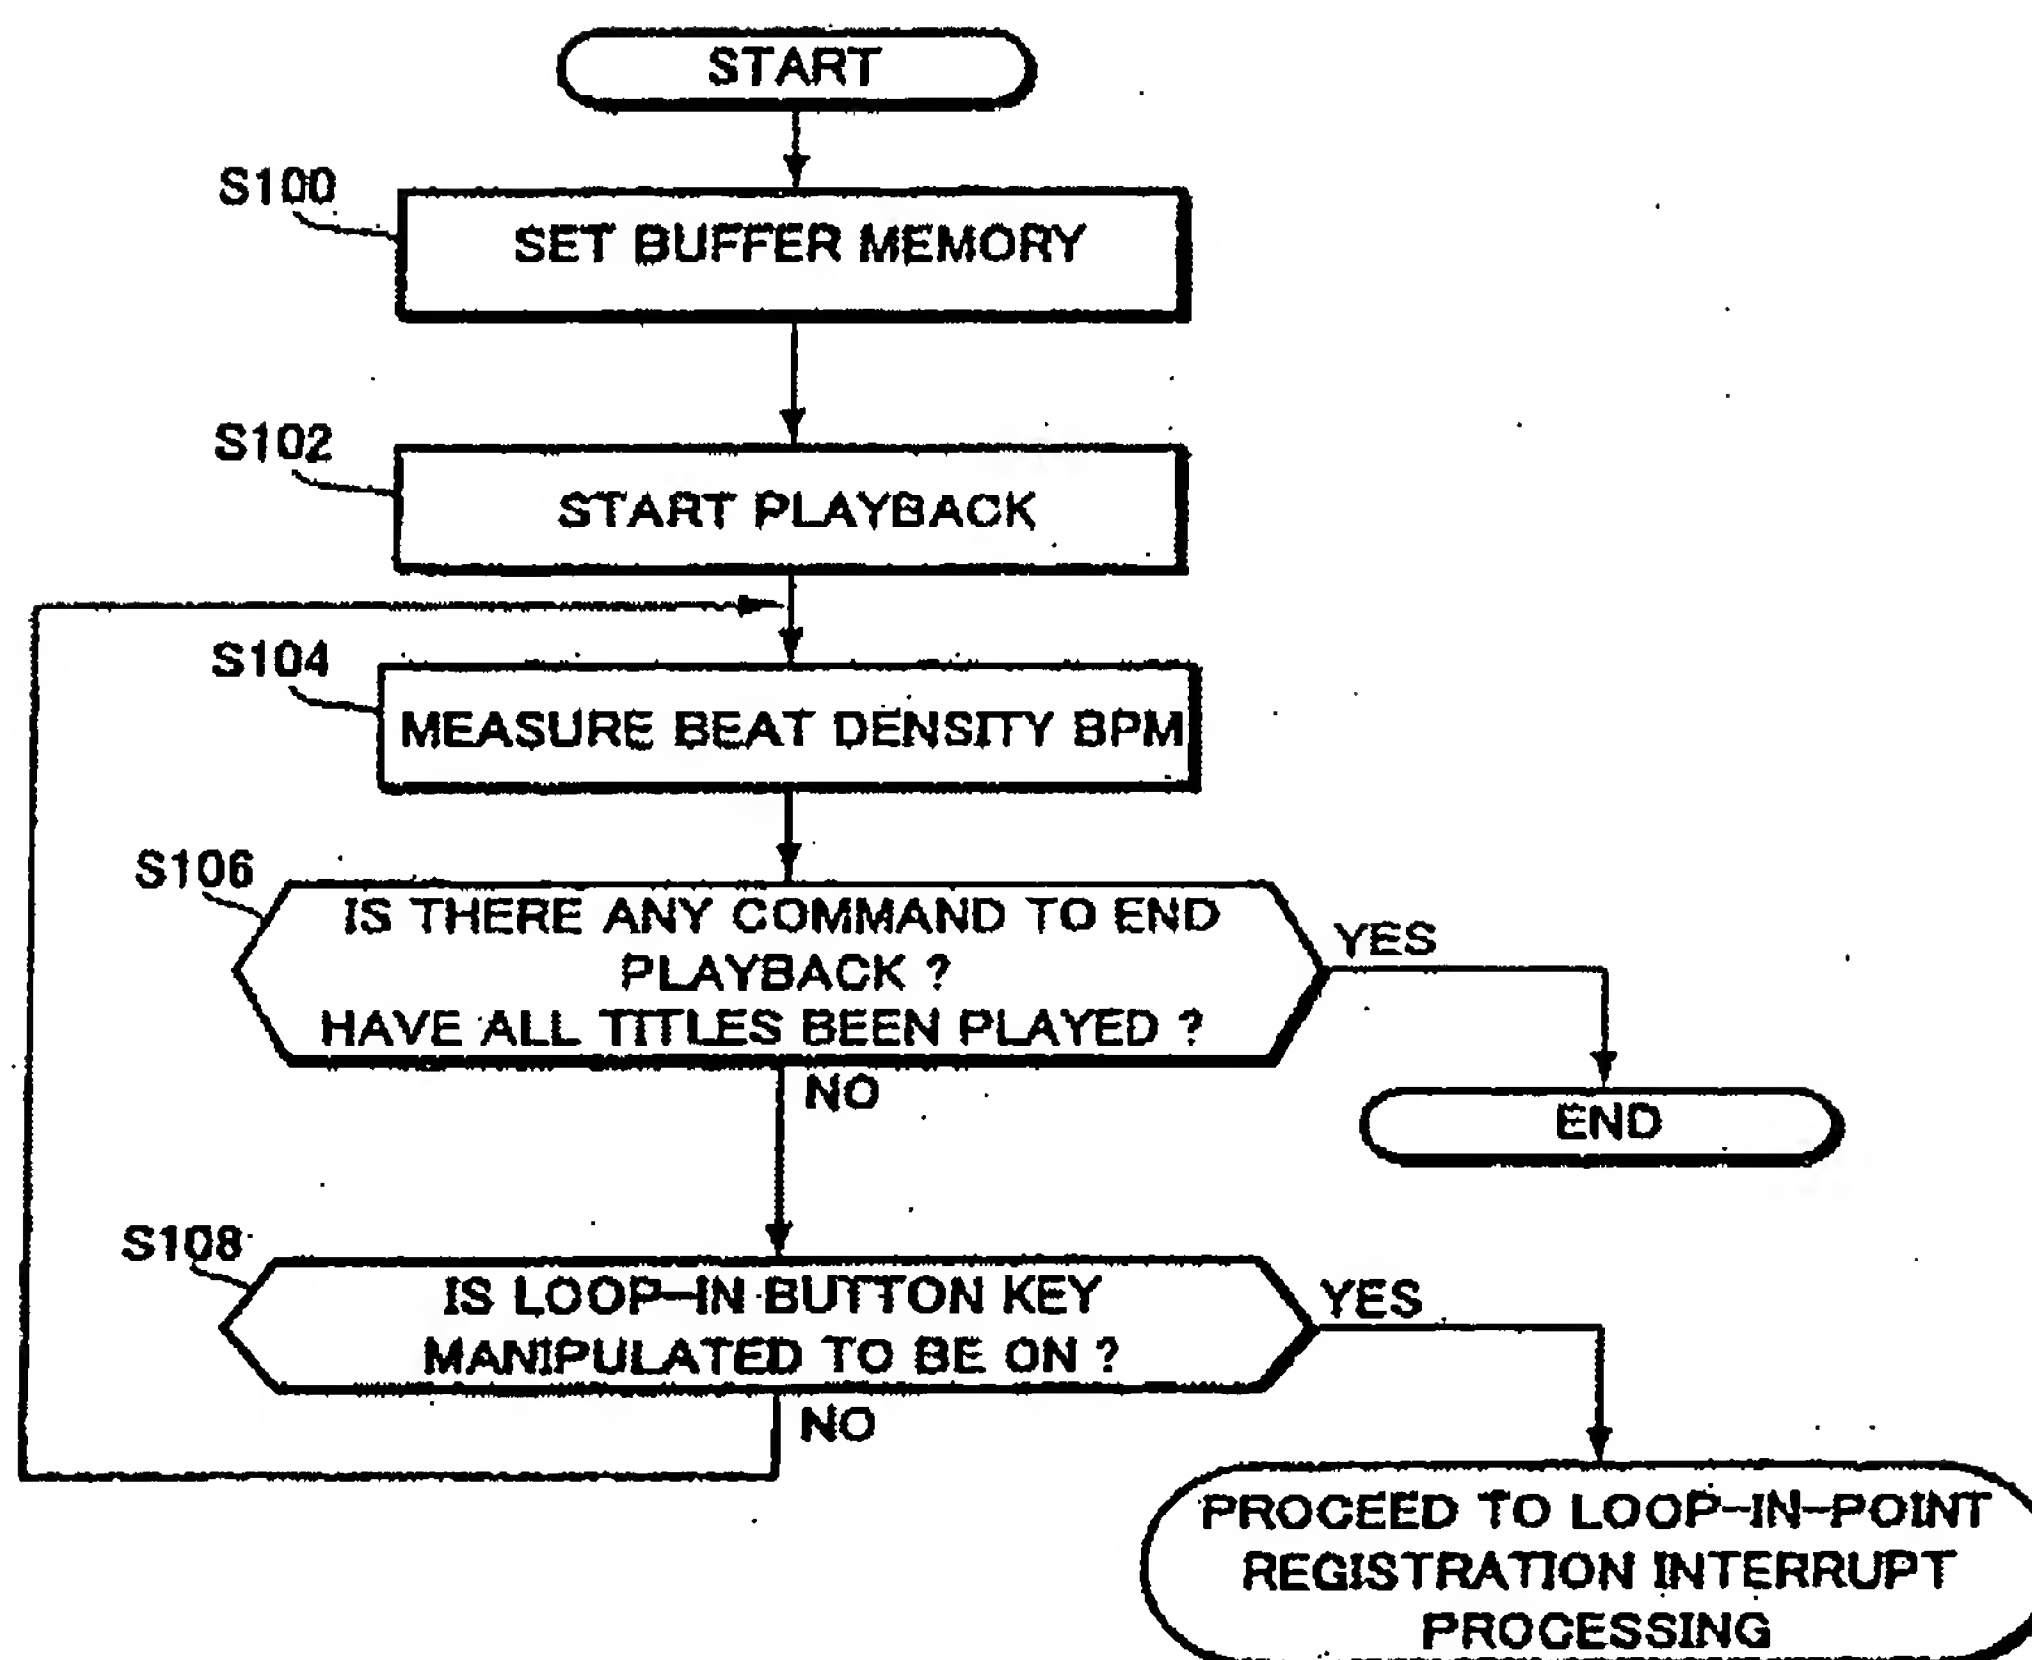 START
S100
SET BUFFER MEMORY
S102
START PLAYBACK
S104
MEASURE BEAT DENSITY BPM
S106
IS THERE ANY COMMAND TO END
PLAYBACK ?
HAVE ALL TITLES BEEN PLAYED ?
YES
NO
END
S108
IS LOOP-IN BUTTON KEY
MANIPULATED TO BE ON ?
YES
NO
PROCEED TO LOOP-IN-POINT
REGISTRATION INTERRUPT
PROCESSING